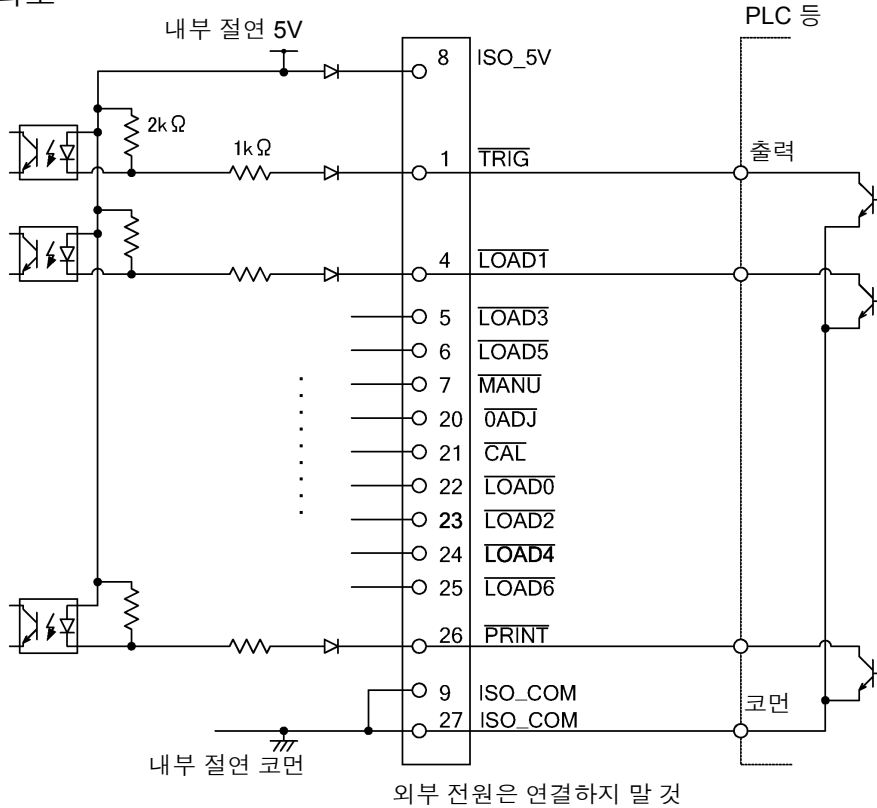 PLC 등
내부 절연 5V
8 ISO_5V
2kΩ
1kΩ
출력
1 TRIG
4 LOAD1
5 LOAD3
6 LOAD5
7 MANU
20 0ADJ
21 CAL
22 LOAD0
23 LOAD2
24 LOAD4
25 LOAD6
26 PRINT
9 ISO_COM
코먼
27 ISO_COM
내부 절연 코먼
외부 전원은 연결하지 말 것